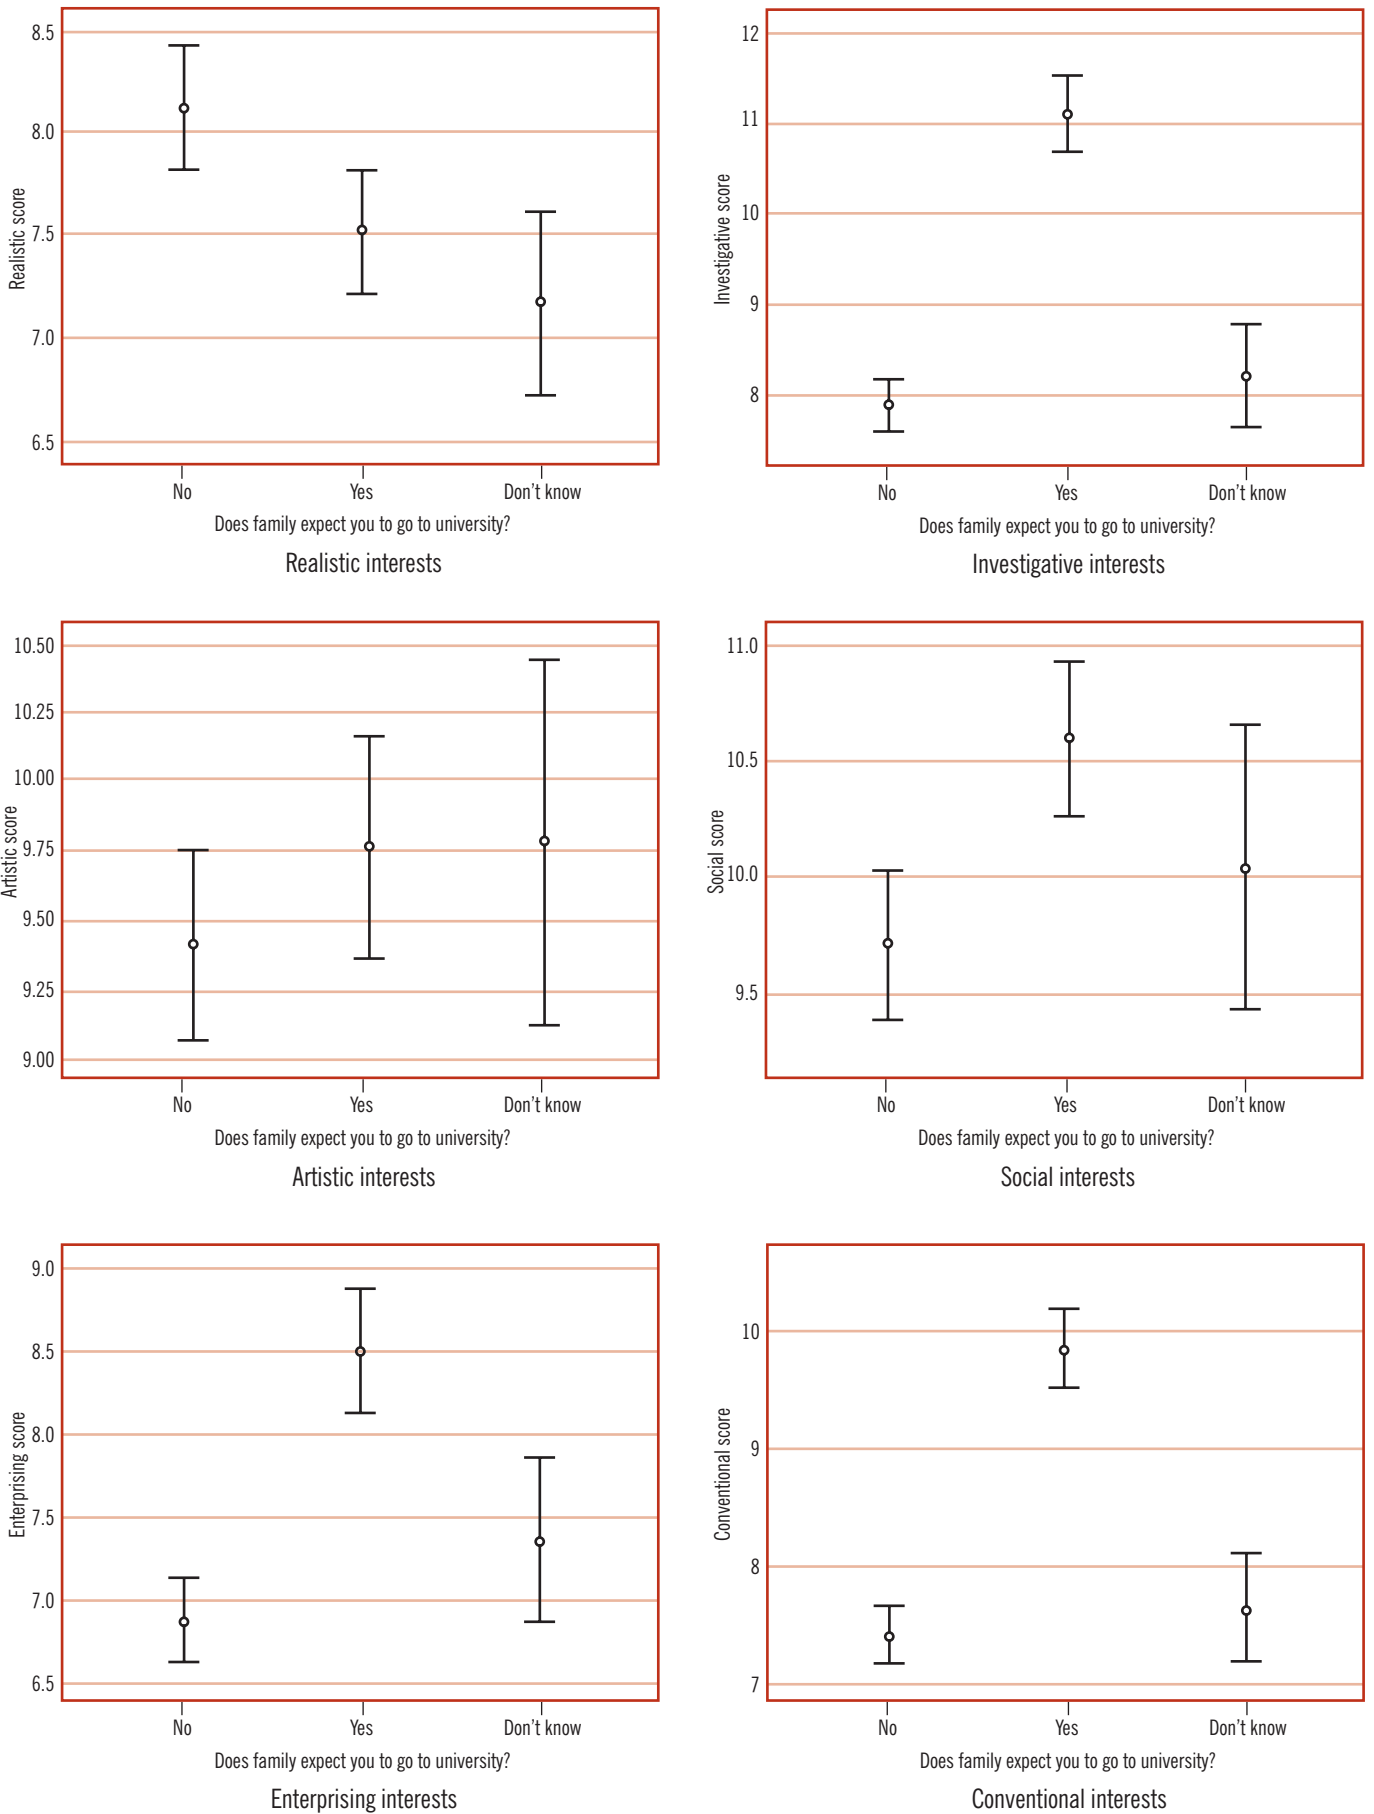 8.5
8.0
7.5
7.0
6.5
Realistic score
No Yes Don't know
Does family expect you to go to university?
Realistic interests
12
11
10
9
8
Investigative score
No Yes Don't know
Does family expect you to go to university?
Investigative interests
10.50
10.25
10.00
9.75
9.50
9.25
9.00
Artistic score
No Yes Don't know
Does family expect you to go to university?
Artistic interests
11.0
10.5
10.0
9.5
Social score
No Yes Don't know
Does family expect you to go to university?
Social interests
9.0
8.5
8.0
7.5
7.0
6.5
Enterprising score
No Yes Don't know
Does family expect you to go to university?
Enterprising interests
10
9
8
7
Conventional score
No Yes Don't know
Does family expect you to go to university?
Conventional interests